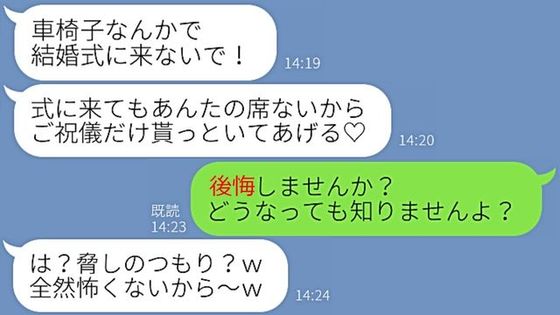 車椅子なんかで
結婚式に来ないで！
14:19
式に来てもあんたの席ないから
ご祝儀だけ貰っといてあげる♡
14:20
後悔しませんか？
どうなっても知りませんよ？
既読
14:23
は？脅しのつもり？w
全然怖くないから〜w
14:24